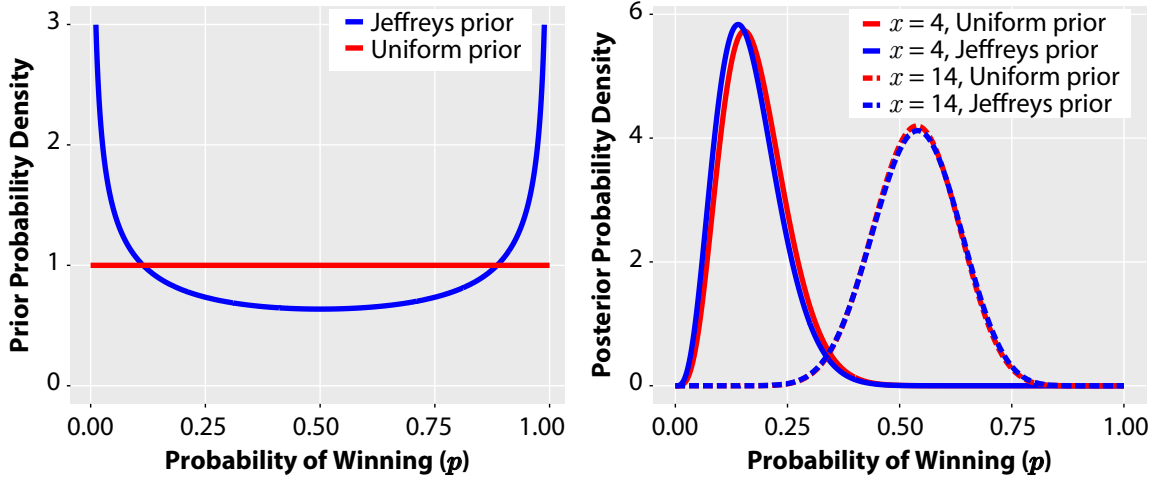 Prior Probability Density
3
2
1
0
Jeffreys prior
Uniform prior
0.00 0.25 0.50 0.75 1.00
Probability of Winning (p)
Posterior Probability Density
6
4
2
0
x = 4, Uniform prior
x = 4, Jeffreys prior
x = 14, Uniform prior
x = 14, Jeffreys prior
0.00 0.25 0.50 0.75 1.00
Probability of Winning (p)